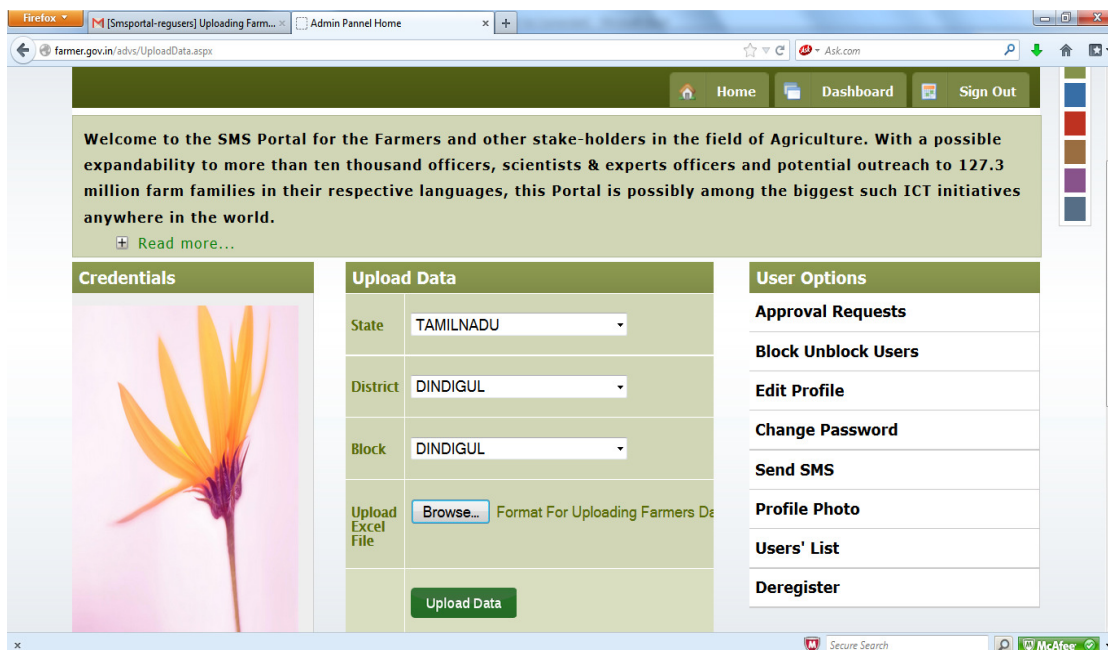 Firefox
[Smsportal-regusers] Uploading Farm...
Admin Pannel Home
farmer.gov.in/advs/UploadData.aspx
Ask.com
Home
Dashboard
Sign Out
Welcome to the SMS Portal for the Farmers and other stake-holders in the field of Agriculture. With a possible
expandability to more than ten thousand officers, scientists & experts officers and potential outreach to 127.3
million farm families in their respective languages, this Portal is possibly among the biggest such ICT initiatives
anywhere in the world.
Read more...
Credentials
Upload Data
State
TAMILNADU
District
DINDIGUL
Block
DINDIGUL
Upload
Excel
File
Browse...
Format For Uploading Farmers Da
Upload Data
User Options
Approval Requests
Block Unblock Users
Edit Profile
Change Password
Send SMS
Profile Photo
Users' List
Deregister
Secure Search
McAfee